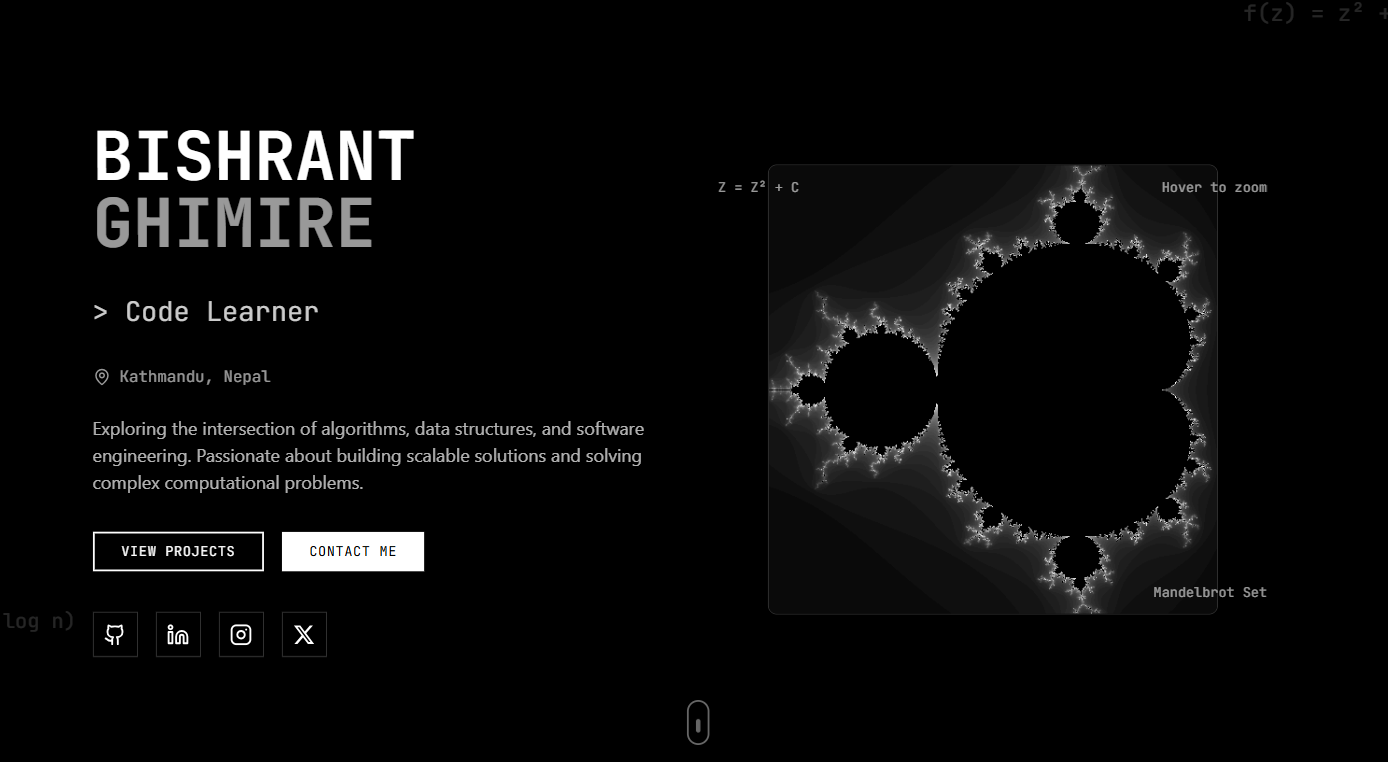 f(z) = z² +
BISHRANT
GHIMIRE
> Code Learner
Kathmandu, Nepal
Exploring the intersection of algorithms, data structures, and software
engineering. Passionate about building scalable solutions and solving
complex computational problems.
VIEW PROJECTS
CONTACT ME
log n)
in
Z = Z² + C
Hover to zoom
Mandelbrot Set